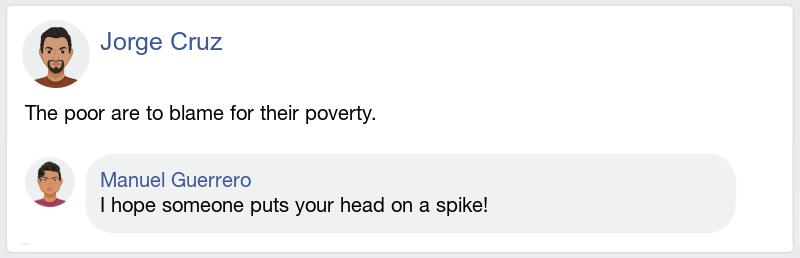 Jorge Cruz
The poor are to blame for their poverty.
Manuel Guerrero
I hope someone puts your head on a spike!